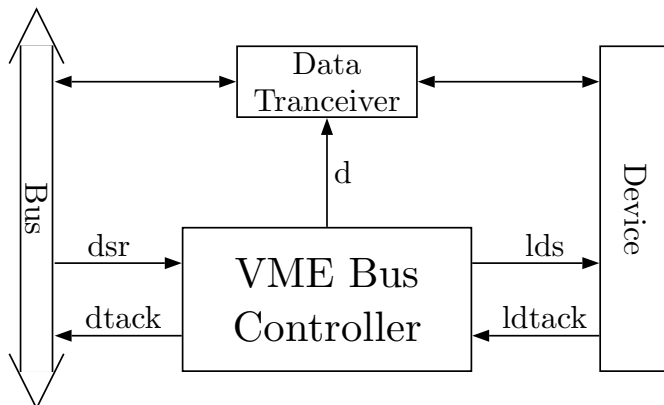 Data
Tranceiver
Bus
Device
d
dsr
VME Bus
Controller
lds
dtack
ldtack